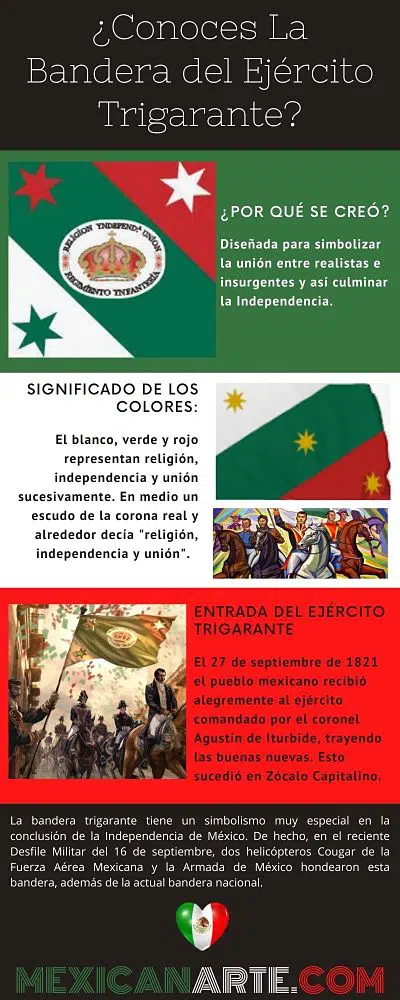 ¿Conoces La
Bandera del Ejército
Trigarante?
RELIGION YNDEPENDª UNION
REGIMIENTO YNFANTERIA
¿POR QUÉ SE CREÓ?
Diseñada para simbolizar
la unión entre realistas e
insurgentes y así culminar
la Independencia.
SIGNIFICADO DE LOS
COLORES:
El blanco, verde y rojo
representan religión,
independencia y unión
sucesivamente. En medio un
escudo de la corona real y
alrededor decía "religión,
independencia y unión".
ENTRADA DEL EJÉRCITO
TRIGARANTE
El 27 de septiembre de 1821
el pueblo mexicano recibió
alegremente al ejército
comandado por el coronel
Agustín de Iturbide, trayendo
las buenas nuevas. Esto
sucedió en Zócalo Capitalino.
La bandera trigarante tiene un simbolismo muy especial en la
conclusión de la Independencia de México. De hecho, en el reciente
Desfile Militar del 16 de septiembre, dos helicópteros Cougar de la
Fuerza Aérea Mexicana y la Armada de México hondearon esta
bandera, además de la actual bandera nacional.
MEXICANARTE.COM